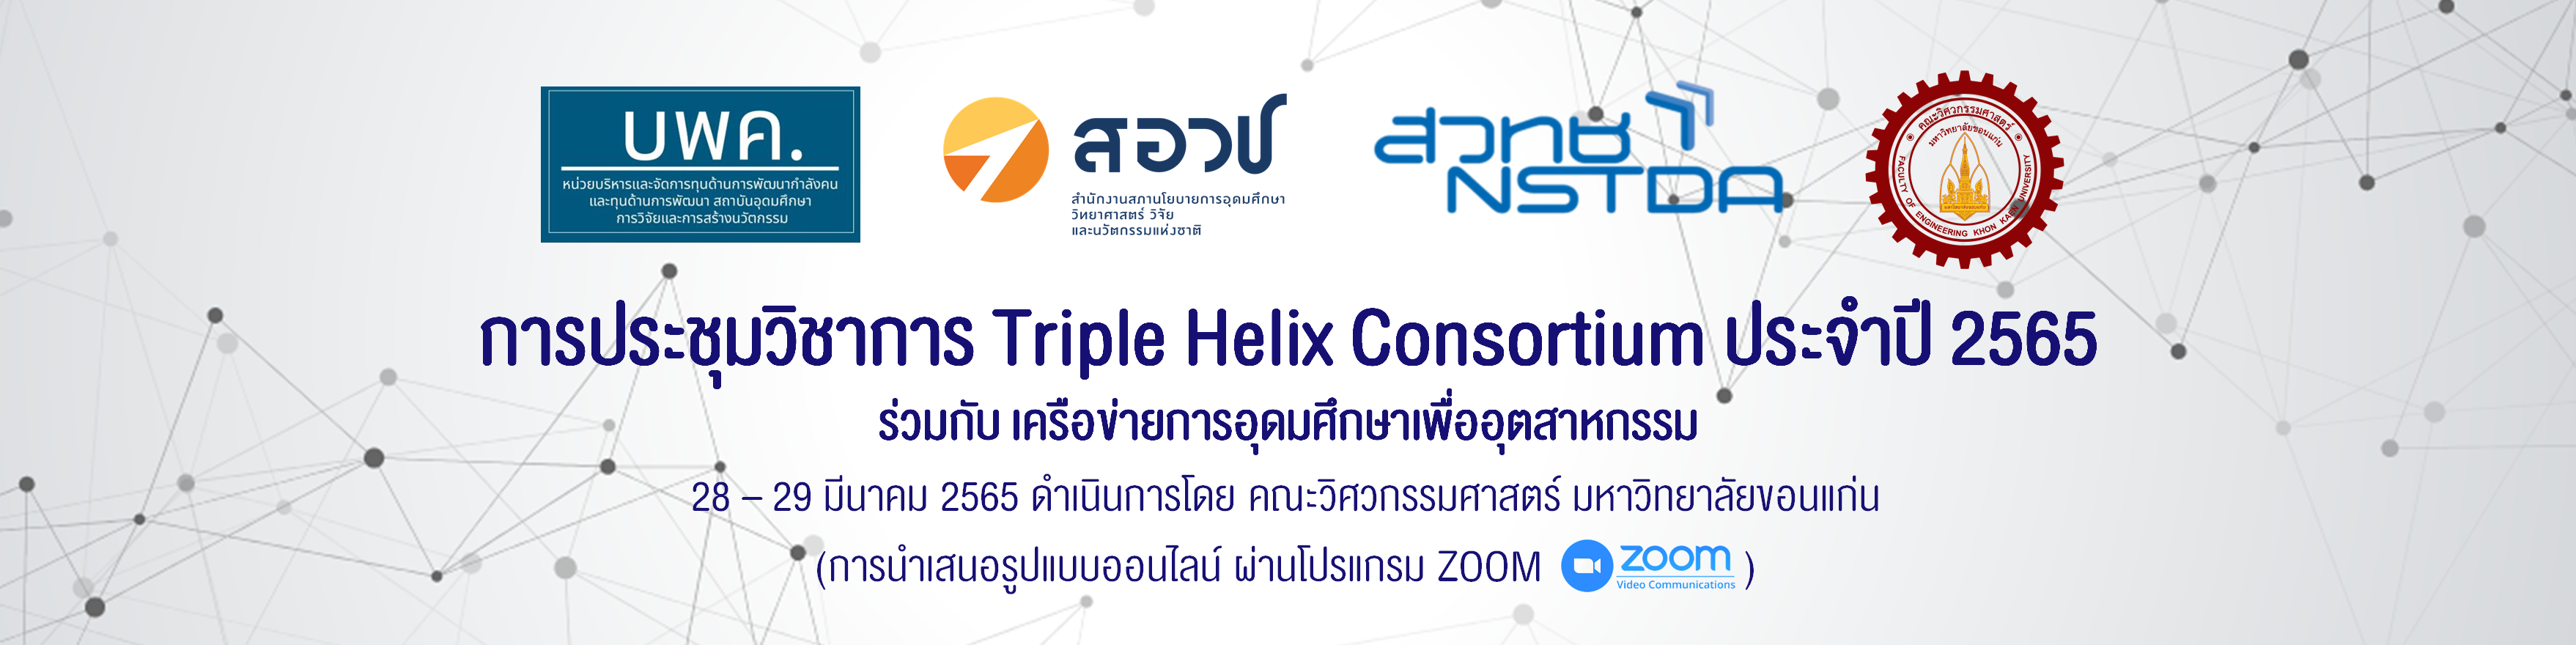 บพค.
หน่วยบริหารและจัดการทุนด้านการพัฒนากำลังคน
และทุนด้านการพัฒนา สถาบันอุดมศึกษา
การวิจัยและการสร้างนวัตกรรม
สอวช
สำนักงานสภานโยบายการอุดมศึกษา
วิทยาศาสตร์ วิจัย
และนวัตกรรมแห่งชาติ
สวทช
NSTDA
คณะวิศวกรรมศาสตร์
มหาวิทยาลัยขอนแก่น
มหาวิทยาลัยขอนแก่น
FACULTY OF ENGINEERING KHON KAEN UNIVERSITY
การประชุมวิชาการ Triple Helix Consortium ประจำปี 2565
ร่วมกับ เครือข่ายการอุดมศึกษาเพื่ออุตสาหกรรม
28 – 29 มีนาคม 2565 ดำเนินการโดย คณะวิศวกรรมศาสตร์ มหาวิทยาลัยขอนแก่น
(การนำเสนอรูปแบบออนไลน์ ผ่านโปรแกรม ZOOM zoom )
Video Communications